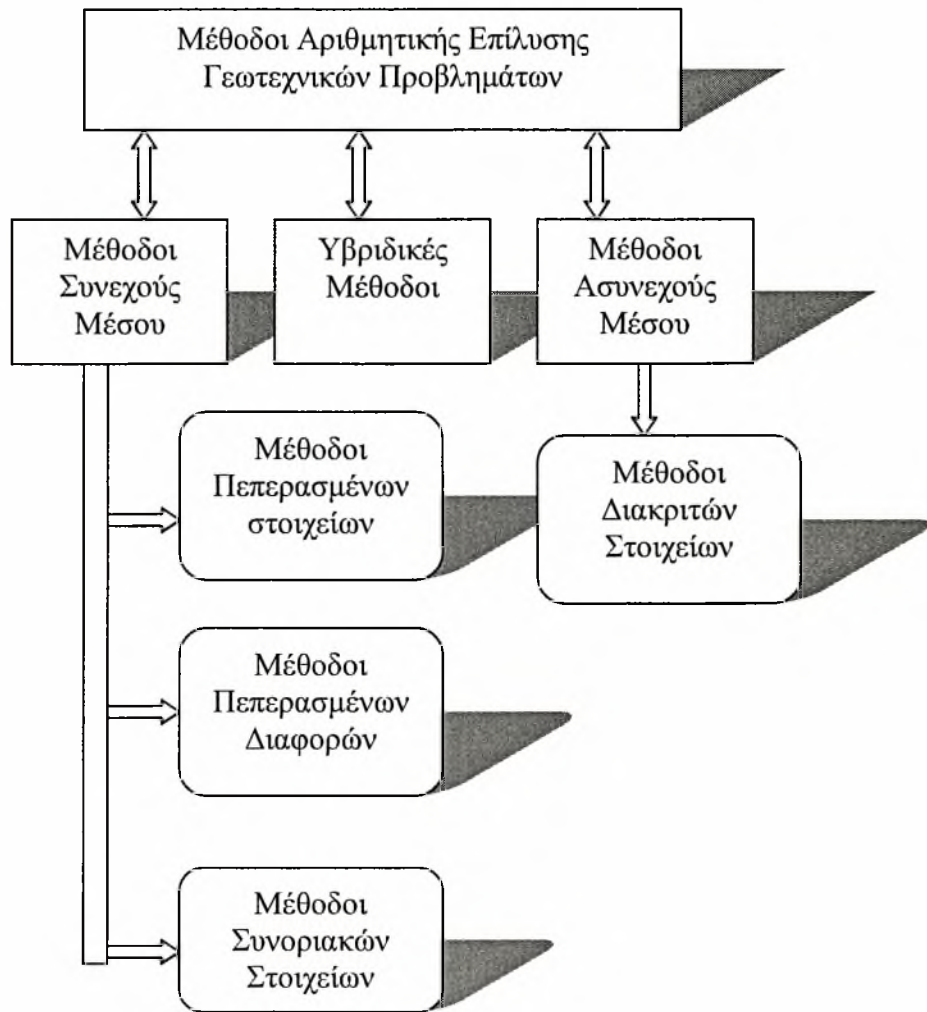 Μέθοδοι Αριθμητικής Επίλυσης
Γεωτεχνικών Προβλημάτων
Μέθοδοι
Συνεχούς
Μέσου
Υβριδικές
Μέθοδοι
Μέθοδοι
Ασυνεχούς
Μέσου
Μέθοδοι
Πεπερασμένων
στοιχείων
Μέθοδοι
Διακριτών
Στοιχείων
Μέθοδοι
Πεπερασμένων
Διαφορών
Μέθοδοι
Συνοριακών
Στοιχείων